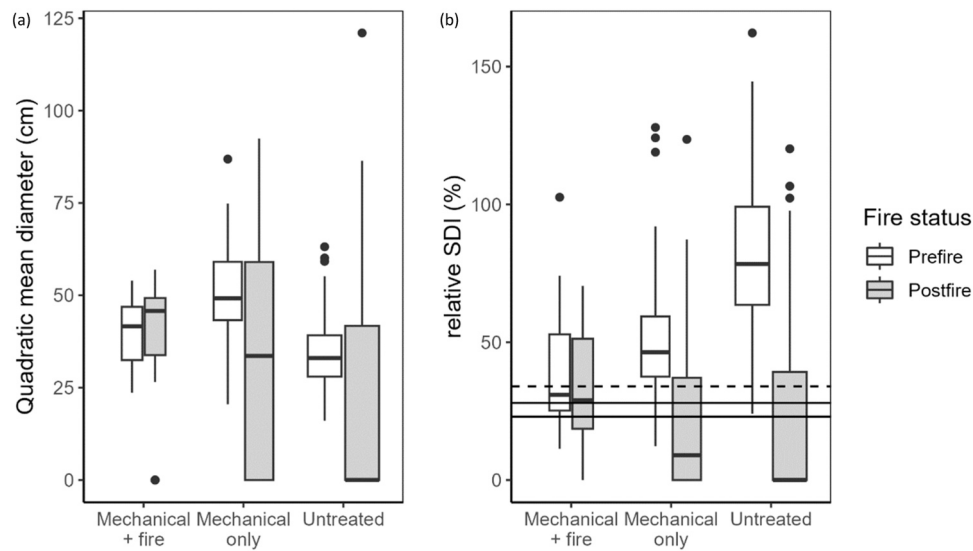 (a)
Quadratic mean diameter (cm)
125
100
75
50
25
0
Mechanical
+ fire
Mechanical
only
Untreated
(b)
relative SDI (%)
150
100
50
0
Mechanical
+ fire
Mechanical
only
Untreated
Fire status
Prefire
Postfire